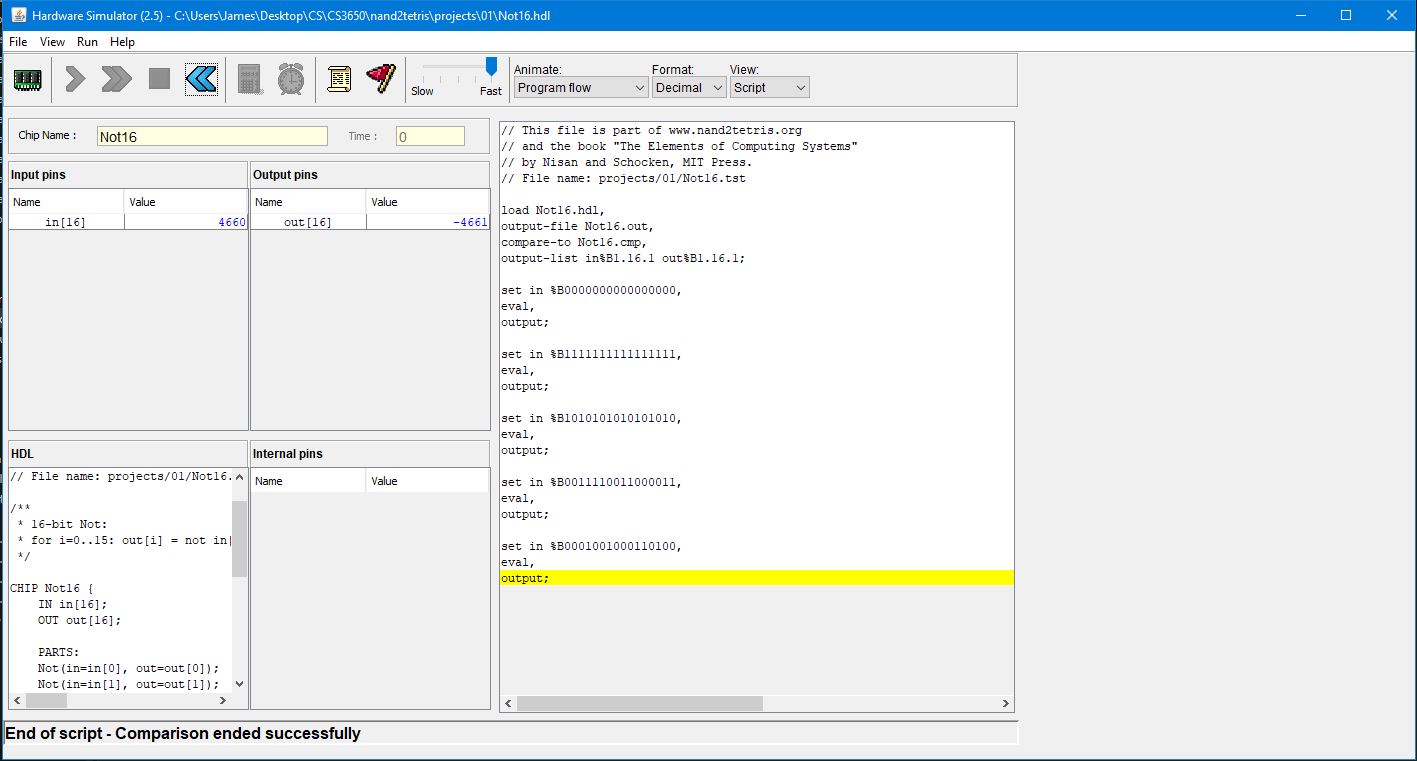 Hardware Simulator (2.5) - C:\Users\James\Desktop\CS\CS3650\nand2tetris\projects\01\Not16.hdl
File View Run Help
Slow Fast
Animate: Format: View:
Program flow Decimal Script
Chip Name : Not16 Time : 0
Input pins
Name Value
in[16] 4660
Output pins
Name Value
out[16] -4661
HDL
// File name: projects/01/Not16.
/**
* 16-bit Not:
* for i=0..15: out[i] = not in[
*/
CHIP Not16 {
IN in[16];
OUT out[16];
PARTS:
Not(in=in[0], out=out[0]);
Not(in=in[1], out=out[1]);
Internal pins
Name Value
// This file is part of www.nand2tetris.org
// and the book "The Elements of Computing Systems"
// by Nisan and Schocken, MIT Press.
// File name: projects/01/Not16.tst
load Not16.hdl,
output-file Not16.out,
compare-to Not16.cmp,
output-list in%B1.16.1 out%B1.16.1;
set in %B0000000000000000,
eval,
output;
set in %B1111111111111111,
eval,
output;
set in %B1010101010101010,
eval,
output;
set in %B0011110011000011,
eval,
output;
set in %B0001001000110100,
eval,
output;
End of script - Comparison ended successfully